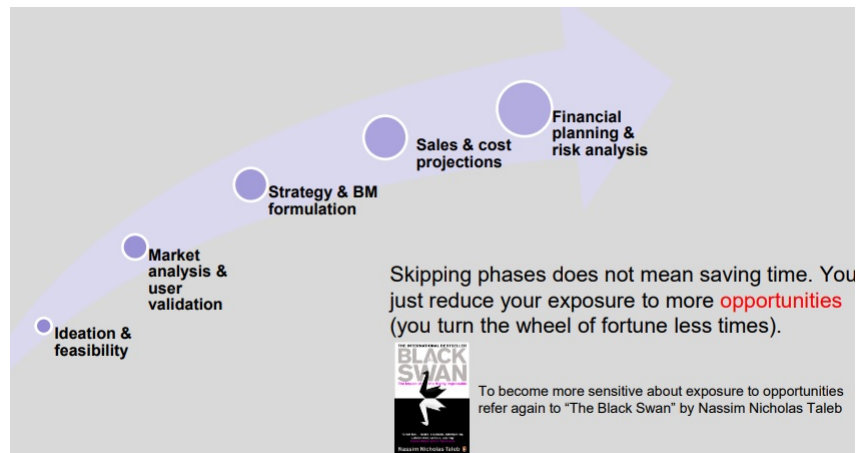 Financial
planning &
risk analysis
Sales & cost
projections
Strategy & BM
formulation
Market
analysis &
user
validation
Ideation &
feasibility
Skipping phases does not mean saving time. You
just reduce your exposure to more opportunities
(you turn the wheel of fortune less times).
THE INTERNATIONAL BESTSELLER
BLACK
SWAN
Nassim Nicholas Taleb
To become more sensitive about exposure to opportunities
refer again to “The Black Swan” by Nassim Nicholas Taleb